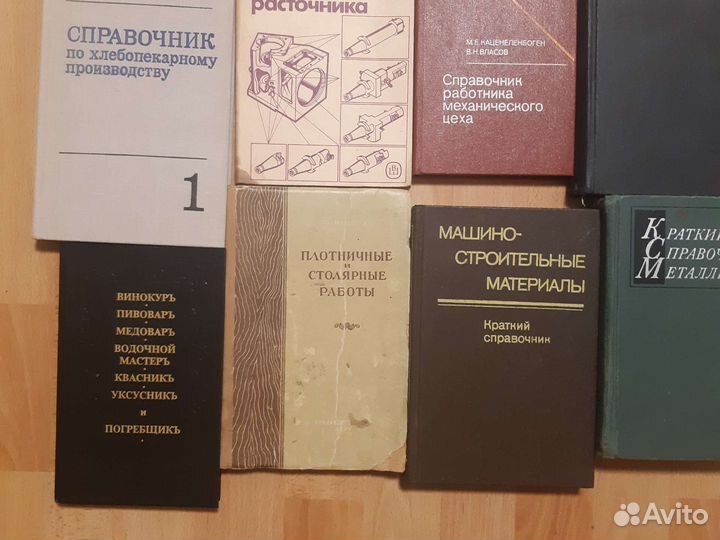 СПРАВОЧНИК
по хлебопекарному
производству
1
расточника
М.Е. КАЦЕНЕЛЕНБОГЕН
В.Н. ВЛАСОВ
Справочник
работника
механического
цеха
ВИНОКУРЪ
ПИВОВАРЪ
МЕДОВАРЪ
ВОДОЧНОЙ
МАСТЕРЪ
КВАСНИКЪ
УКСУСНИКЪ
И
ПОГРЕБЩИКЪ
ПЛОТНИЧНЫЕ
И
СТОЛЯРНЫЕ
РАБОТЫ
МАШИНО-
СТРОИТЕЛЬНЫЕ
МАТЕРИАЛЫ
Краткий
справочник
КРАТКИ
СПРАВОЧ
МЕТАЛЛ
Avito